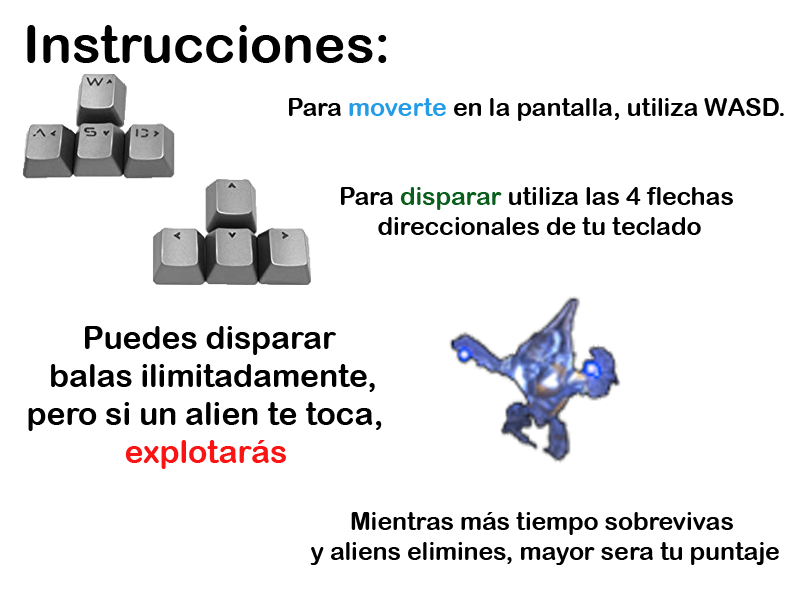 Instrucciones:
W ^
A < S ˅ D >
Para moverte en la pantalla, utiliza WASD.
Para disparar utiliza las 4 flechas
direccionales de tu teclado
^
< ˅ >
Puedes disparar
balas ilimitadamente,
pero si un alien te toca,
explotarás
Mientras más tiempo sobrevivas
y aliens elimines, mayor sera tu puntaje